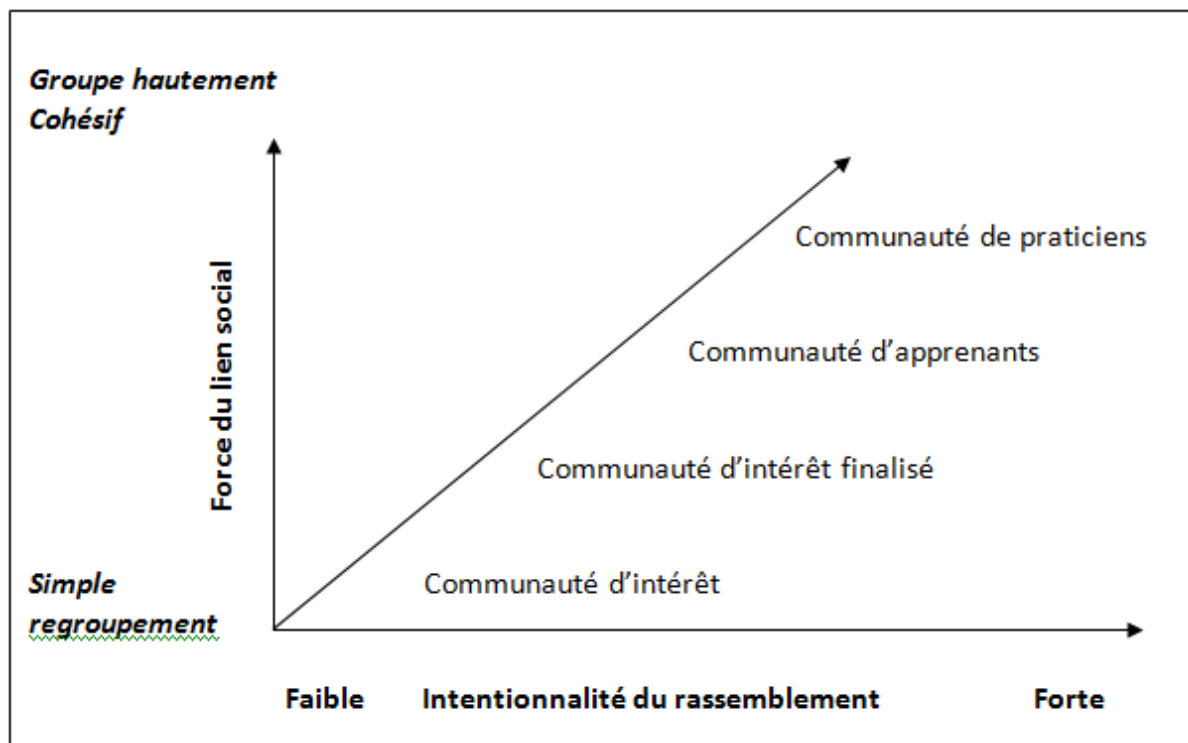 Groupe hautement
Cohésif
Force du lien social
Communauté de praticiens
Communauté d'apprenants
Communauté d'intérêt finalisé
Communauté d'intérêt
Simple
regroupement
Faible Intentionnalité du rassemblement Forte